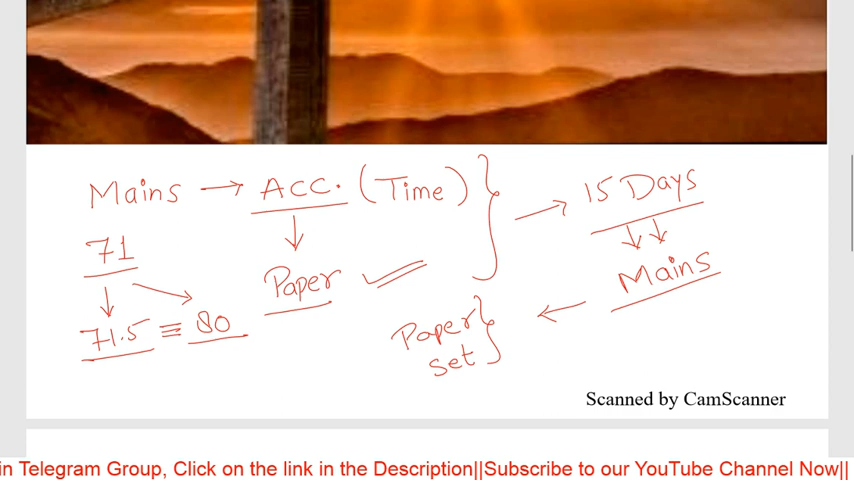 Mains → Acc. (Time) } → 15 Days
↓ ↓↓
71 Paper ✓ Mains
↓ ↘
71.5 ≡ 80 Paper set } ←
Scanned by CamScanner
in Telegram Group, Click on the link in the Description||Subscribe to our YouTube Channel Now||